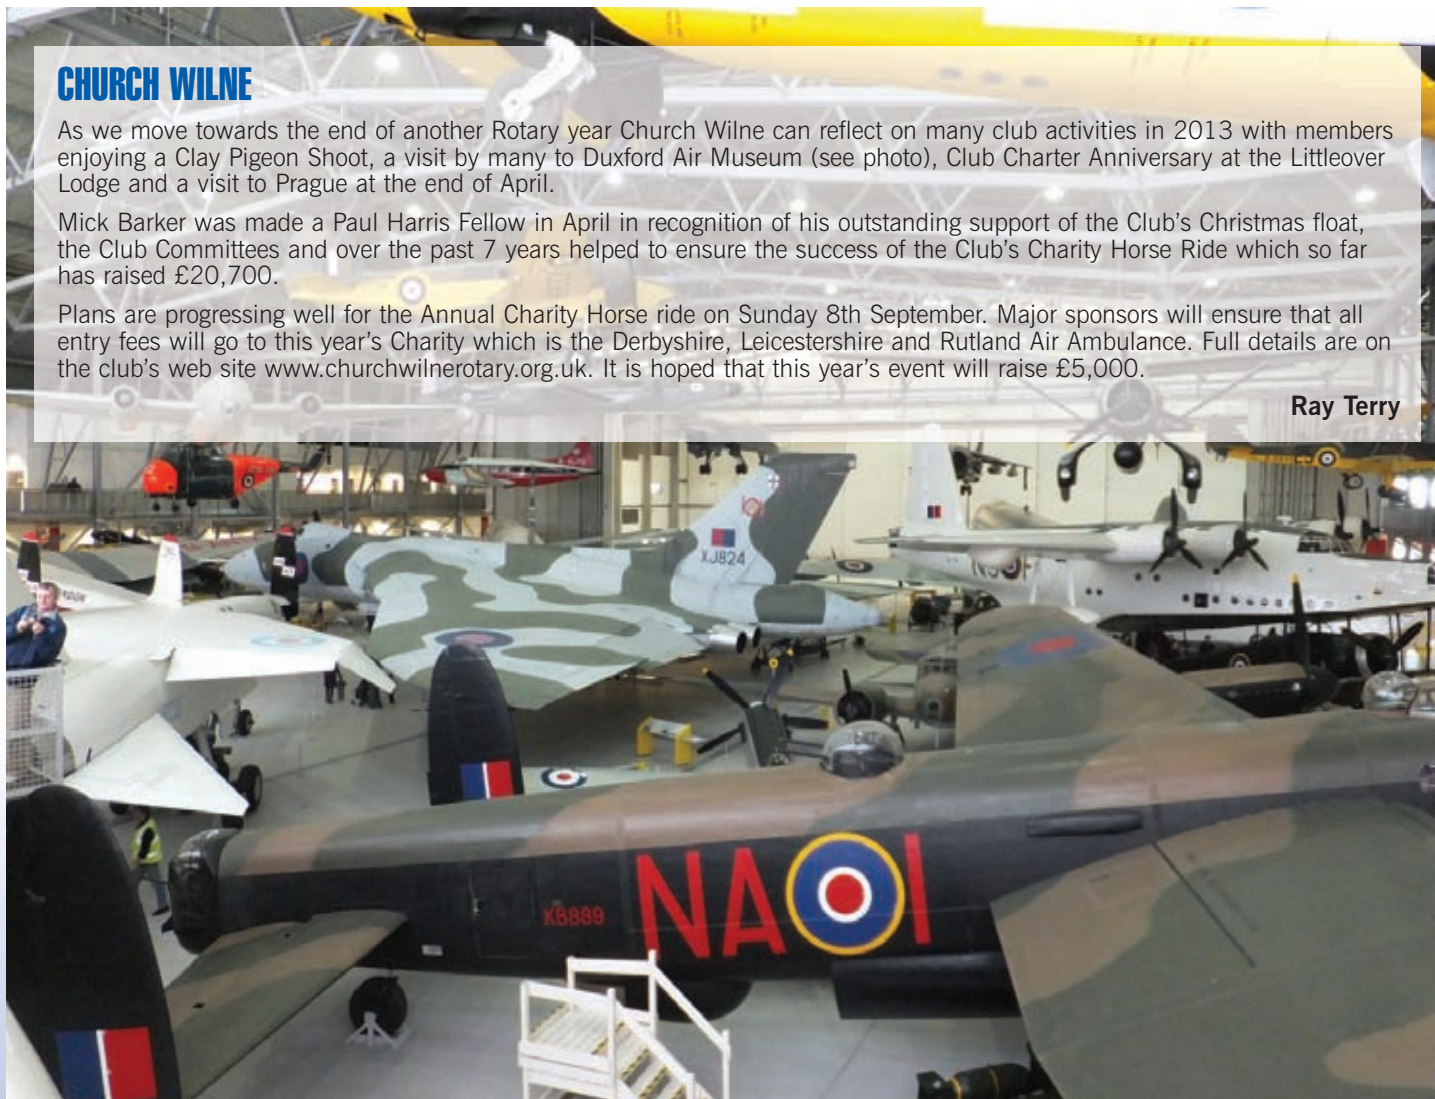 CHURCH WILNE
As we move towards the end of another Rotary year Church Wilne can reflect on many club activities in 2013 with members
enjoying a Clay Pigeon Shoot, a visit by many to Duxford Air Museum (see photo), Club Charter Anniversary at the Littleover
Lodge and a visit to Prague at the end of April.
Mick Barker was made a Paul Harris Fellow in April in recognition of his outstanding support of the Club's Christmas float,
the Club Committees and over the past 7 years helped to ensure the success of the Club's Charity Horse Ride which so far
has raised £20,700.
Plans are progressing well for the Annual Charity Horse ride on Sunday 8th September. Major sponsors will ensure that all
entry fees will go to this year's Charity which is the Derbyshire, Leicestershire and Rutland Air Ambulance. Full details are on
the club's web site www.churchwilnerotary.org.uk. It is hoped that this year's event will raise £5,000.
Ray Terry
XJ824
KB889
NA I